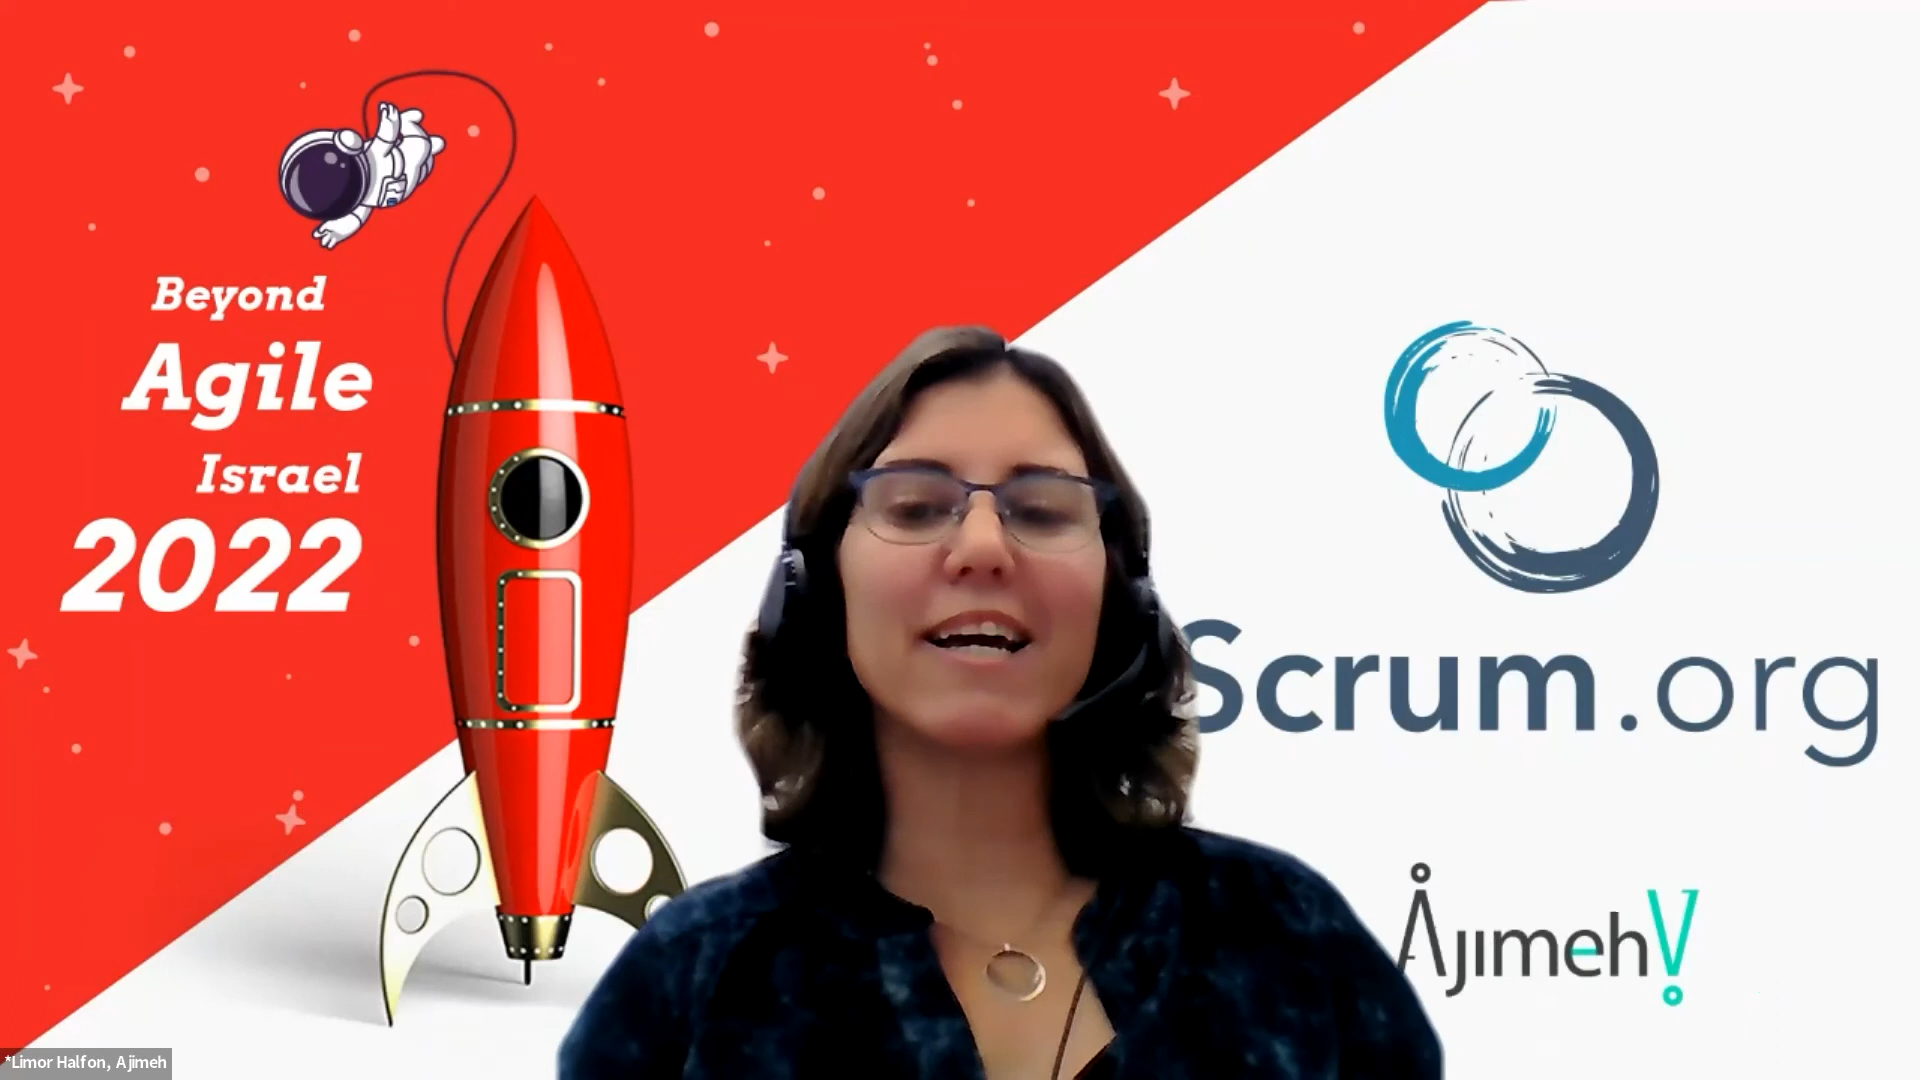 Beyond
Agile
Israel
2022
Scrum.org
Ajimeh
*Limor Halfon, Ajimeh